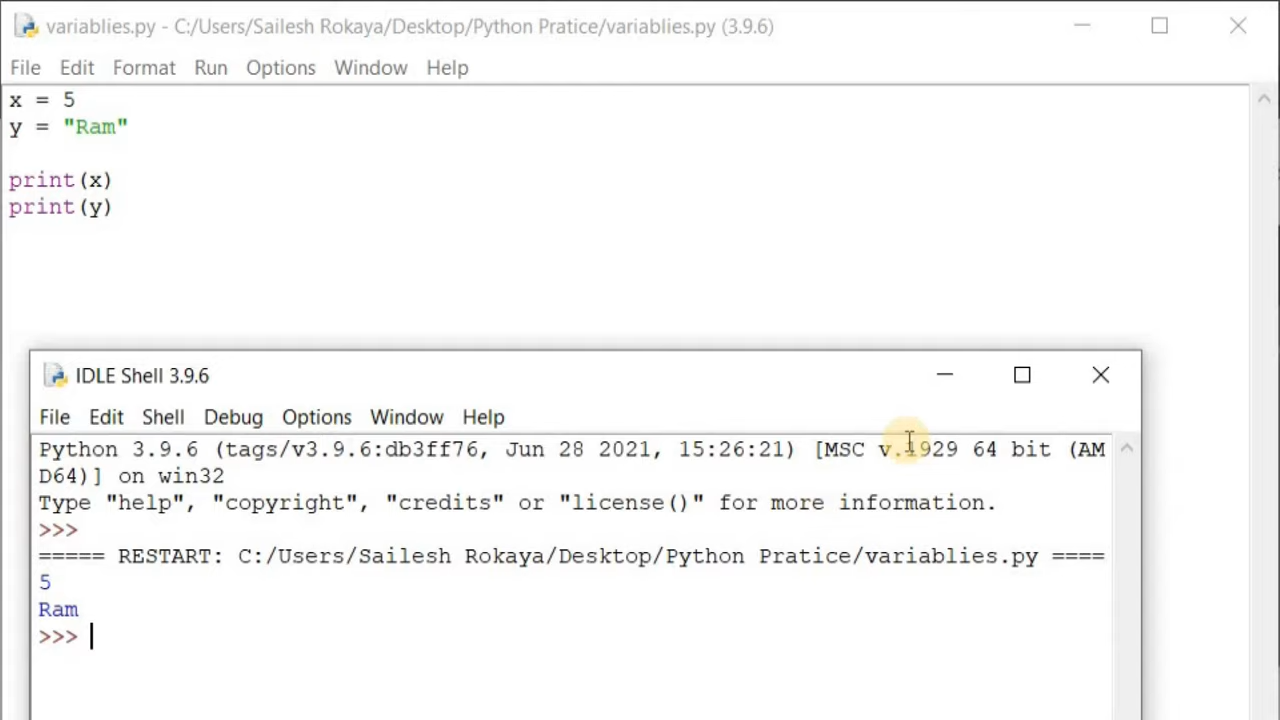 variablies.py - C:/Users/Sailesh Rokaya/Desktop/Python Pratice/variablies.py (3.9.6)
File Edit Format Run Options Window Help
x = 5
y = "Ram"
print(x)
print(y)
IDLE Shell 3.9.6
File Edit Shell Debug Options Window Help
Python 3.9.6 (tags/v3.9.6:db3ff76, Jun 28 2021, 15:26:21) [MSC v.1929 64 bit (AM
D64)] on win32
Type "help", "copyright", "credits" or "license()" for more information.
>>>
===== RESTART: C:/Users/Sailesh Rokaya/Desktop/Python Pratice/variablies.py ====
5
Ram
>>>